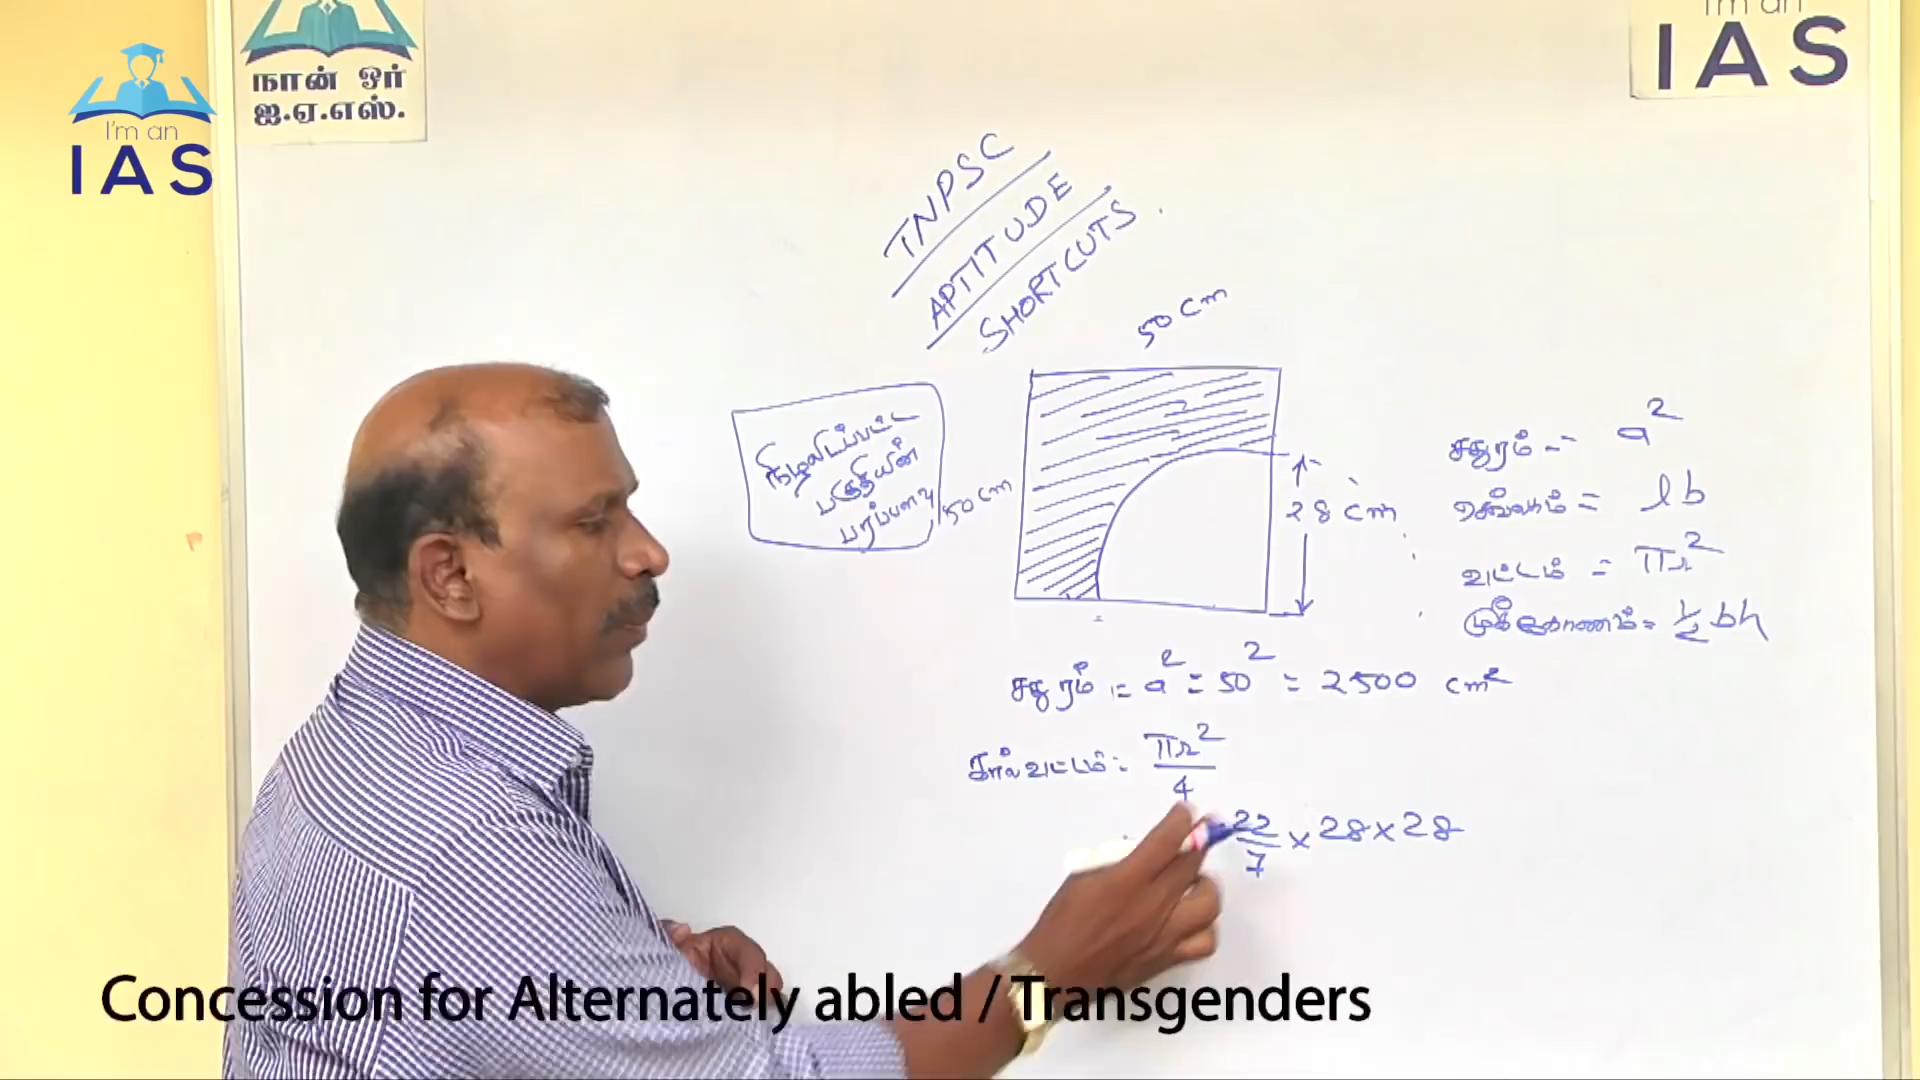 I'm an
IAS
நான் ஓர்
ஐ.ஏ.எஸ்.
I'm an
IAS
TNPSC
APTITUDE
SHORTCUTS
50 cm
நிழலிடப்பட்ட
பகுதியின்
பரப்பளவு
50 cm
28 cm
சதுரம் = a²
செவ்வகம் = lb
வட்டம் = πr²
முக்கோணம் = ½ bh
சதுரம் = a² = 50² = 2500 cm²
கால்வட்டம் = πr²/4
22/7 × 28 × 28
Concession for Alternately abled / Transgenders